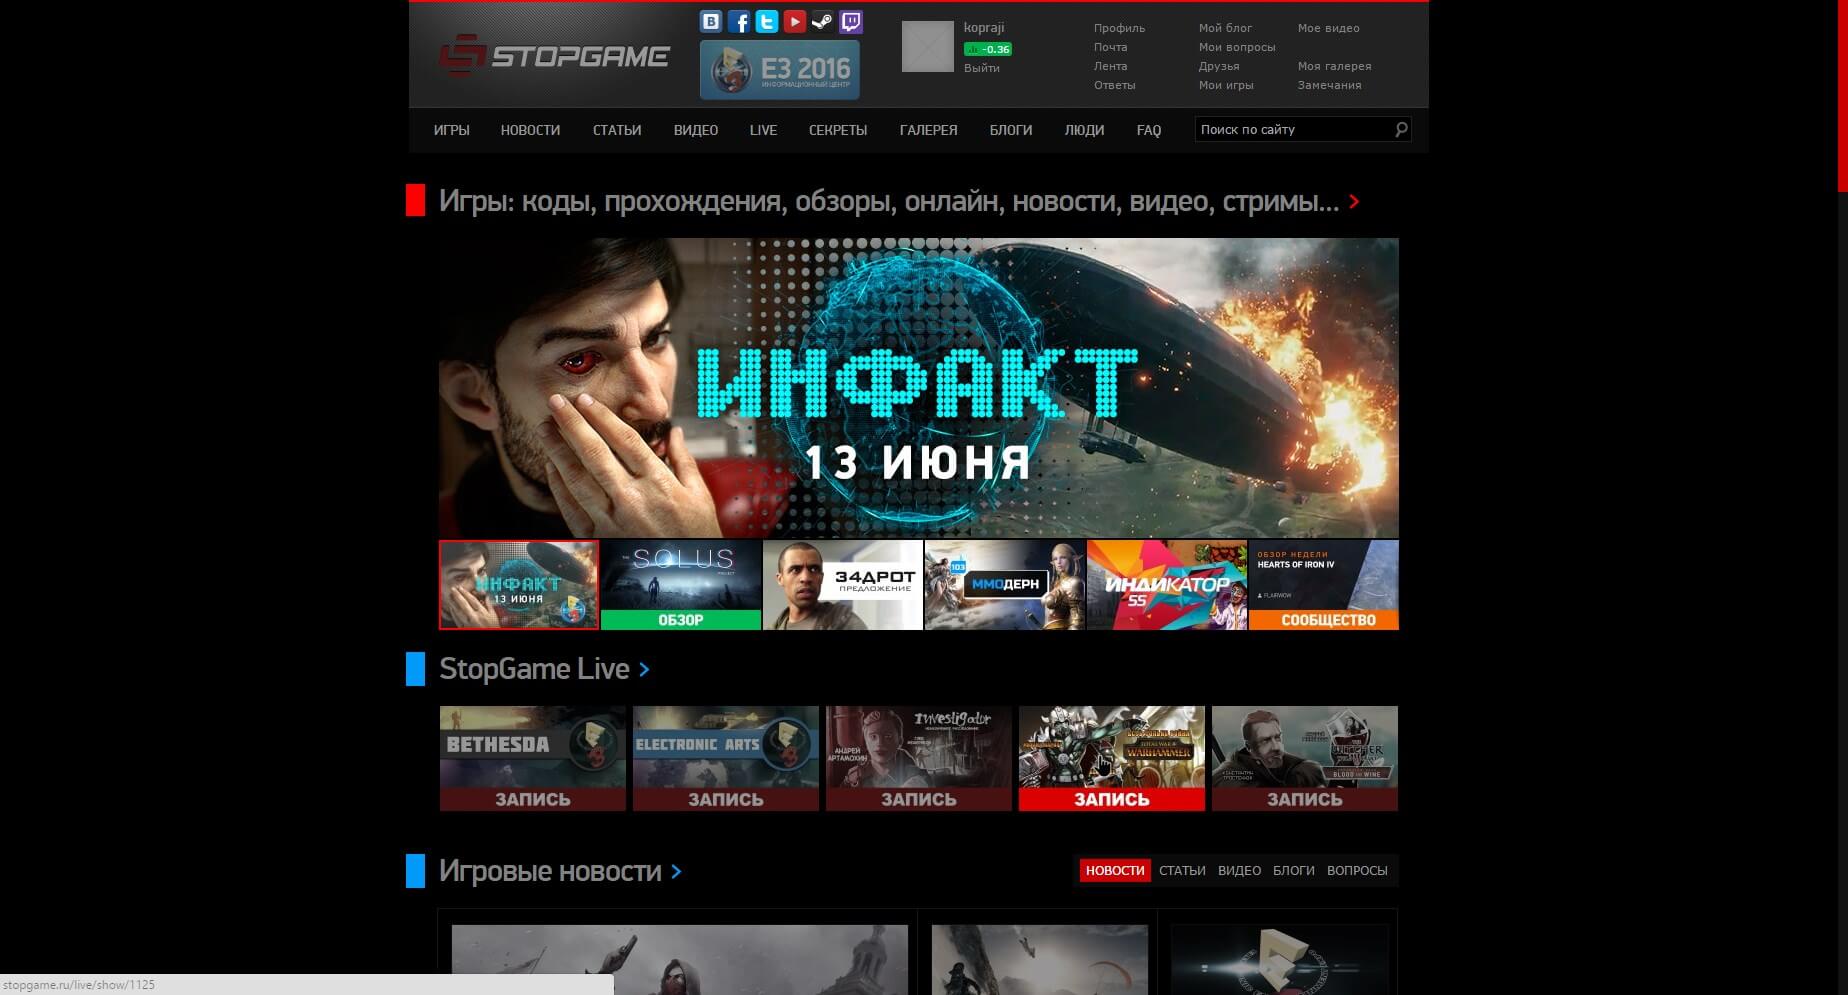 STOPGAME
E3 2016
ИНФОРМАЦИОННЫЙ ЦЕНТР
kopraji
-0.36
Выйти
Профиль
Мой блог
Мое видео
Почта
Мои вопросы
Лента
Друзья
Моя галерея
Ответы
Мои игры
Замечания
ИГРЫ НОВОСТИ СТАТЬИ ВИДЕО LIVE СЕКРЕТЫ ГАЛЕРЕЯ БЛОГИ ЛЮДИ FAQ
Поиск по сайту
Игры: коды, прохождения, обзоры, онлайн, новости, видео, стримы...
ИНФАКТ
13 ИЮНЯ
ИНФАКТ
13 ИЮНЯ
THE
SOLUS
PROJECT
ОБЗОР
34ДРОТ
ПРЕДЛОЖЕНИЕ
103
ММОДЕРН
ИНДИКАТОР
55
ОБЗОР НЕДЕЛИ
HEARTS OF IRON IV
FLAIRWOW
СООБЩЕСТВО
StopGame Live
BETHESDA
E3
ЗАПИСЬ
ELECTRONIC ARTS
E3
ЗАПИСЬ
Investigador
АНДРЕЙ
АРТАМОХИН
ЗАПИСЬ
TOTAL WAR
WARHAMMER
ЗАПИСЬ
THE
WITCHER
BLOOD AND WINE
ЗАПИСЬ
Игровые новости
НОВОСТИ СТАТЬИ ВИДЕО БЛОГИ ВОПРОСЫ
stopgame.ru/live/show/1125